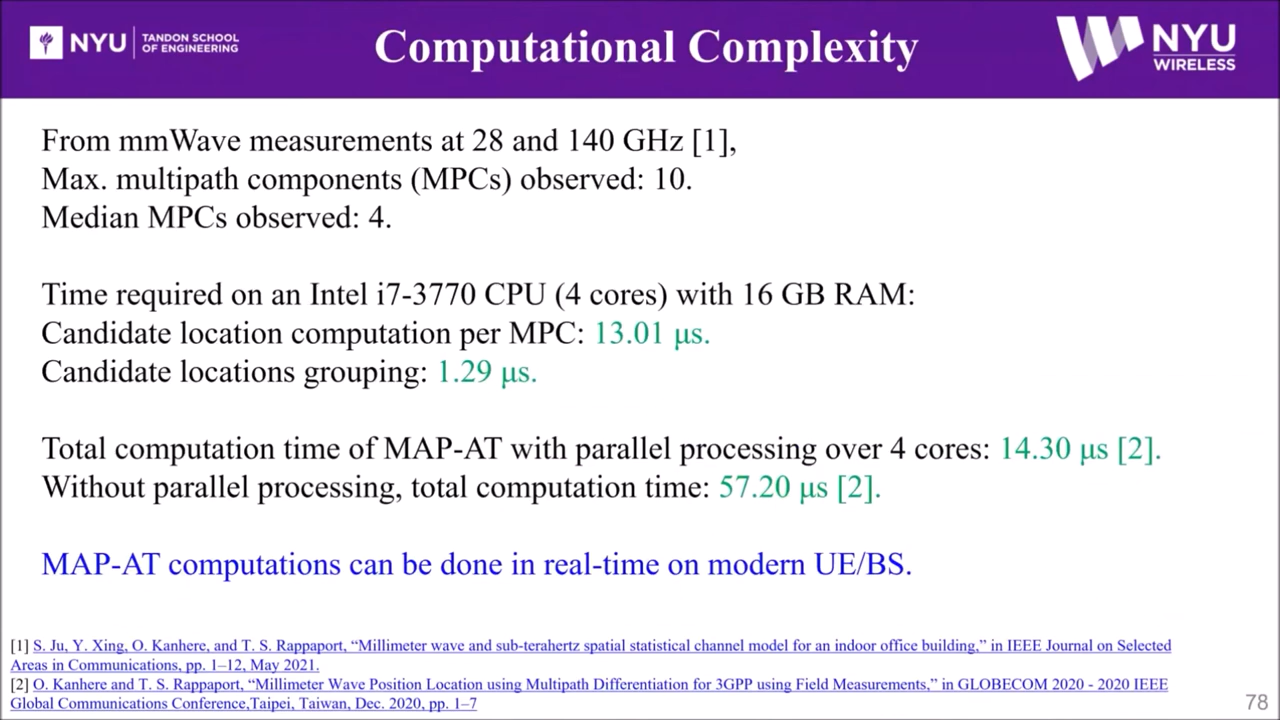 NYU
TANDON SCHOOL
OF ENGINEERING
Computational Complexity
NYU
WIRELESS
From mmWave measurements at 28 and 140 GHz [1],
Max. multipath components (MPCs) observed: 10.
Median MPCs observed: 4.
Time required on an Intel i7-3770 CPU (4 cores) with 16 GB RAM:
Candidate location computation per MPC: 13.01 μs.
Candidate locations grouping: 1.29 μs.
Total computation time of MAP-AT with parallel processing over 4 cores: 14.30 μs [2].
Without parallel processing, total computation time: 57.20 μs [2].
MAP-AT computations can be done in real-time on modern UE/BS.
[1] S. Ju, Y. Xing, O. Kanhere, and T. S. Rappaport, “Millimeter wave and sub-terahertz spatial statistical channel model for an indoor office building,” in IEEE Journal on Selected
Areas in Communications, pp. 1–12, May 2021.
[2] O. Kanhere and T. S. Rappaport, “Millimeter Wave Position Location using Multipath Differentiation for 3GPP using Field Measurements,” in GLOBECOM 2020 - 2020 IEEE
Global Communications Conference,Taipei, Taiwan, Dec. 2020, pp. 1–7
78